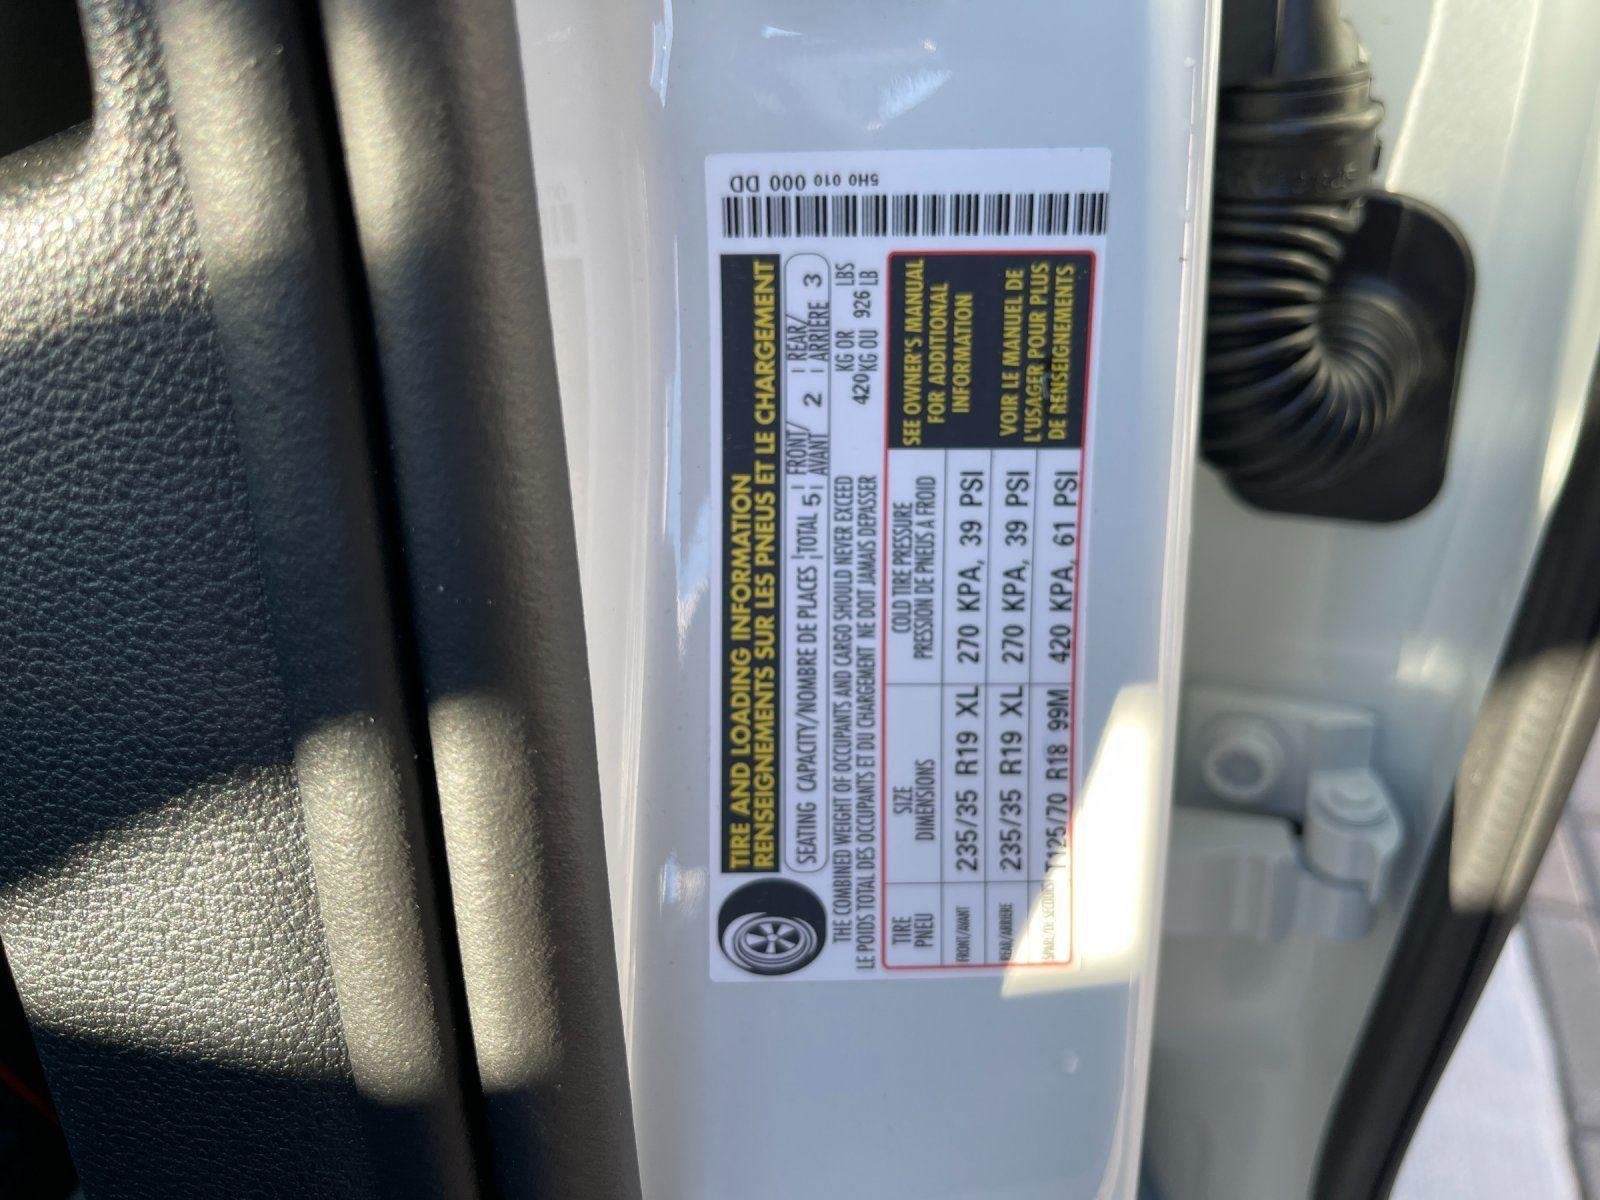 TIRE AND LOADING INFORMATION
RENSEIGNEMENTS SUR LES PNEUS ET LE CHARGEMENT
SEATING CAPACITY/NOMBRE DE PLACES TOTAL 5 FRONT/AVANT 2 REAR/ARRIÈRE 3
THE COMBINED WEIGHT OF OCCUPANTS AND CARGO SHOULD NEVER EXCEED 420 KG OR LBS
LE POIDS TOTAL DES OCCUPANTS ET DU CHARGEMENT NE DOIT JAMAIS DEPASSER KG OU 926 LB
TIRE SIZE COLD TIRE PRESSURE
PNEU DIMENSIONS PRESSION DE PNEUS A FROID
FRONT/AVANT 235/35 R19 XL 270 KPA, 39 PSI
REAR/ARRIERE 235/35 R19 XL 270 KPA, 39 PSI
SPARE/DE SECOURS T125/70 R18 99M 420 KPA, 61 PSI
SEE OWNER'S MANUAL
FOR ADDITIONAL
INFORMATION
VOIR LE MANUEL DE
L'USAGER POUR PLUS
DE RENSEIGNEMENTS
5H0 010 000 DD